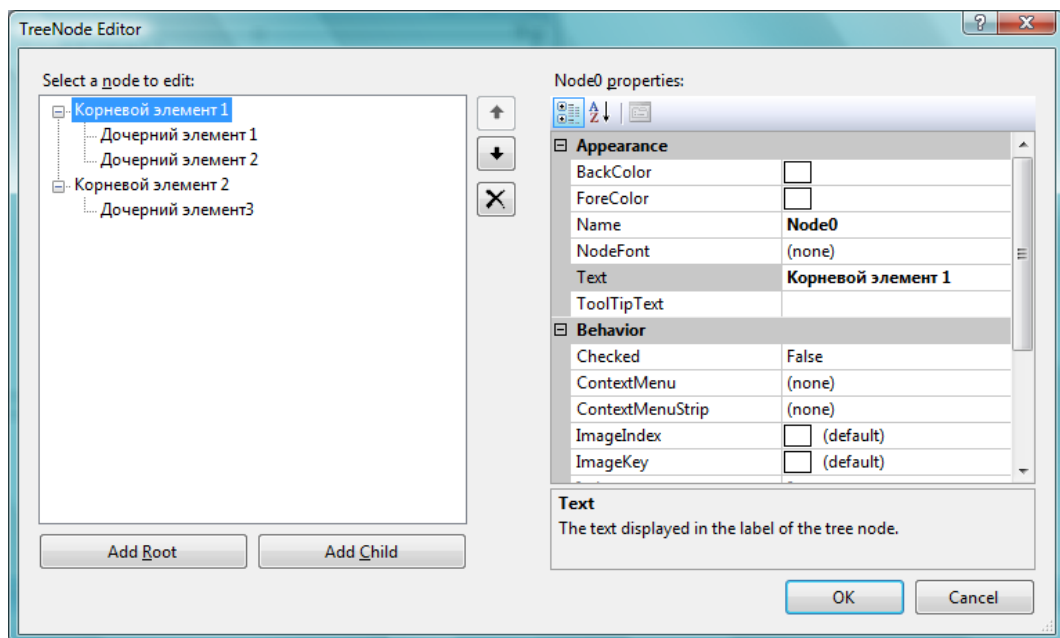 TreeNode Editor
Select a node to edit:
Корневой элемент 1
Дочерний элемент 1
Дочерний элемент 2
Корневой элемент 2
Дочерний элемент3
Add Root
Add Child
Node0 properties:
Appearance
BackColor
ForeColor
Name Node0
NodeFont (none)
Text Корневой элемент 1
ToolTipText
Behavior
Checked False
ContextMenu (none)
ContextMenuStrip (none)
ImageIndex (default)
ImageKey (default)
Text
The text displayed in the label of the tree node.
OK
Cancel